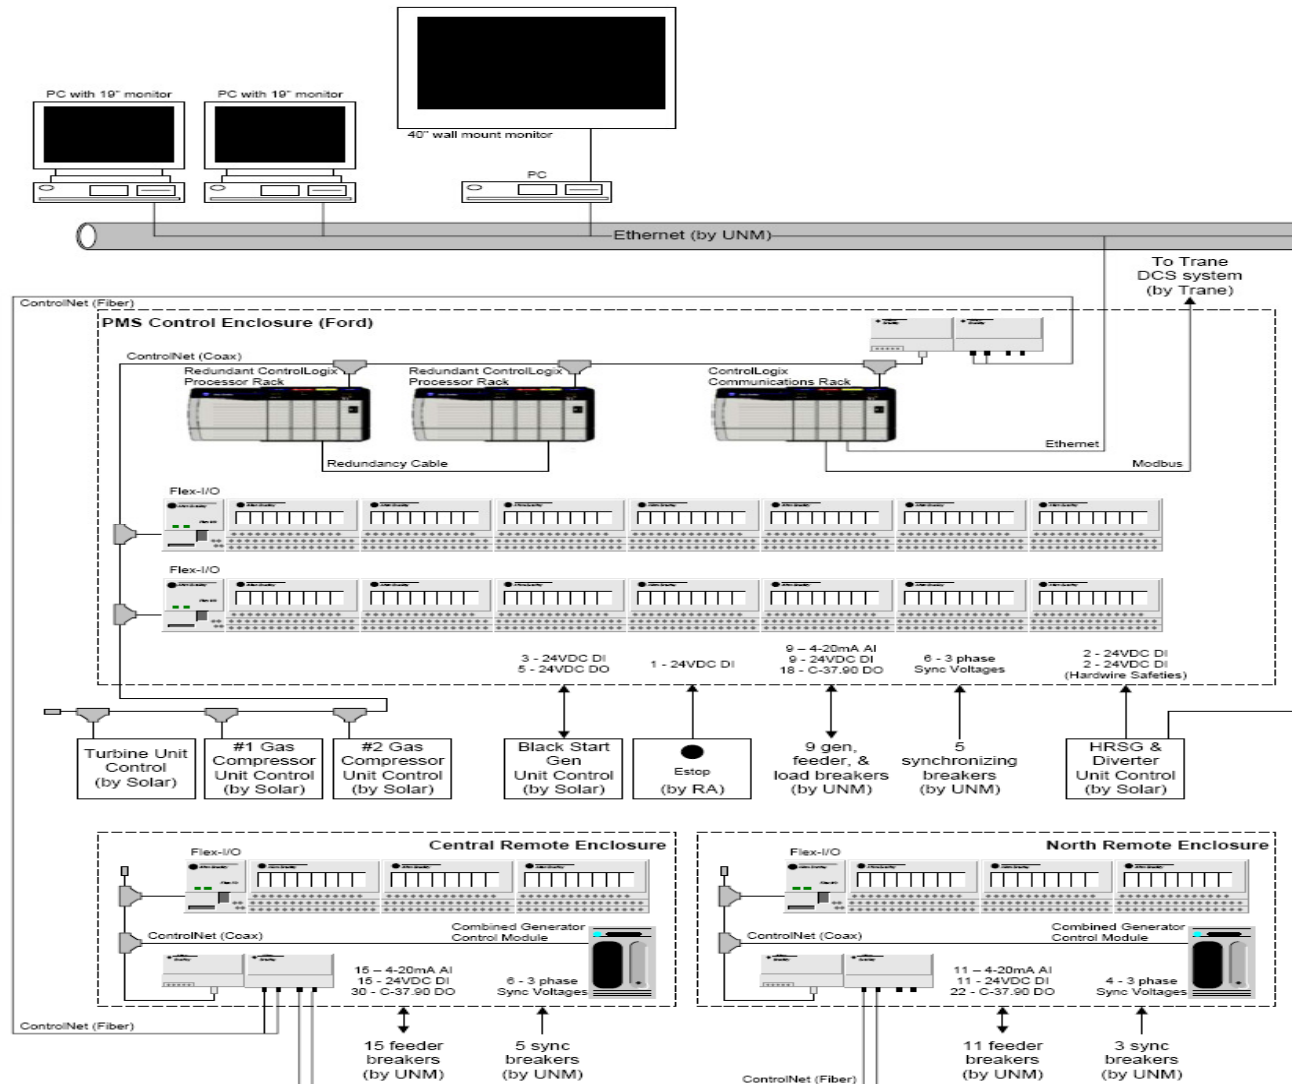 PC with 19" monitor
PC with 19" monitor
40" wall mount monitor
PC
Ethernet (by UNM)
To Trane
DCS system
(by Trane)
ControlNet (Fiber)
PMS Control Enclosure (Ford)
ControlNet (Coax)
Redundant ControlLogix
Processor Rack
Redundant ControlLogix
Processor Rack
ControlLogix
Communications Rack
Ethernet
Redundancy Cable
Modbus
Flex-I/O
Flex-I/O
3 - 24VDC DI
5 - 24VDC DO
1 - 24VDC DI
9 – 4-20mA AI
9 - 24VDC DI
18 - C-37.90 DO
6 - 3 phase
Sync Voltages
2 - 24VDC DI
2 - 24VDC DI
(Hardwire Safeties)
Turbine Unit
Control
(by Solar)
#1 Gas
Compressor
Unit Control
(by Solar)
#2 Gas
Compressor
Unit Control
(by Solar)
Black Start
Gen
Unit Control
(by Solar)
Estop
(by RA)
9 gen,
feeder, &
load breakers
(by UNM)
5
synchronizing
breakers
(by UNM)
HRSG &
Diverter
Unit Control
(by Solar)
Central Remote Enclosure
Flex-I/O
Combined Generator
Control Module
ControlNet (Coax)
15 – 4-20mA AI
15 - 24VDC DI
30 - C-37.90 DO
6 - 3 phase
Sync Voltages
ControlNet (Fiber)
15 feeder
breakers
(by UNM)
5 sync
breakers
(by UNM)
North Remote Enclosure
Flex-I/O
Combined Generator
Control Module
ControlNet (Coax)
11 – 4-20mA AI
11 - 24VDC DI
22 - C-37.90 DO
4 - 3 phase
Sync Voltages
ControlNet (Fiber)
11 feeder
breakers
(by UNM)
3 sync
breakers
(by UNM)